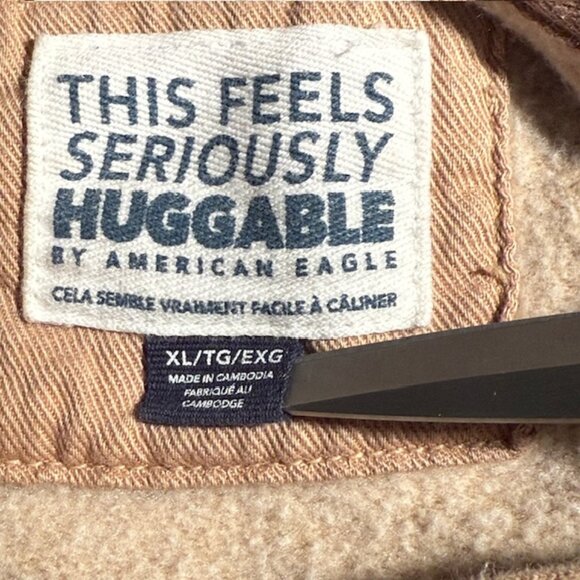 THIS FEELS
SERIOUSLY
HUGGABLE
BY AMERICAN EAGLE
CELA SEMBLE VRAIMENT FACILE À CÂLINER
XL/TG/EXG
MADE IN CAMBODIA
FABRIQUÉ AU
CAMBODGE